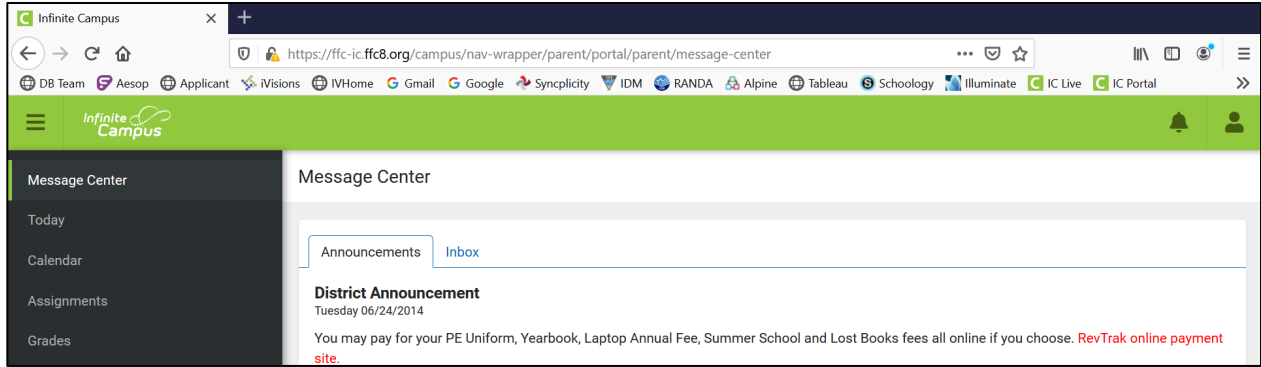 Infinite Campus
https://ffc-ic.ffc8.org/campus/nav-wrapper/parent/portal/parent/message-center
DB Team Aesop Applicant iVisions IVHome Gmail Google Syncplicity IDM RANDA Alpine Tableau Schoology Illuminate IC Live IC Portal
Infinite
Campus
Message Center
Today
Calendar
Assignments
Grades
Message Center
Announcements Inbox
District Announcement
Tuesday 06/24/2014
You may pay for your PE Uniform, Yearbook, Laptop Annual Fee, Summer School and Lost Books fees all online if you choose. RevTrak online payment
site.